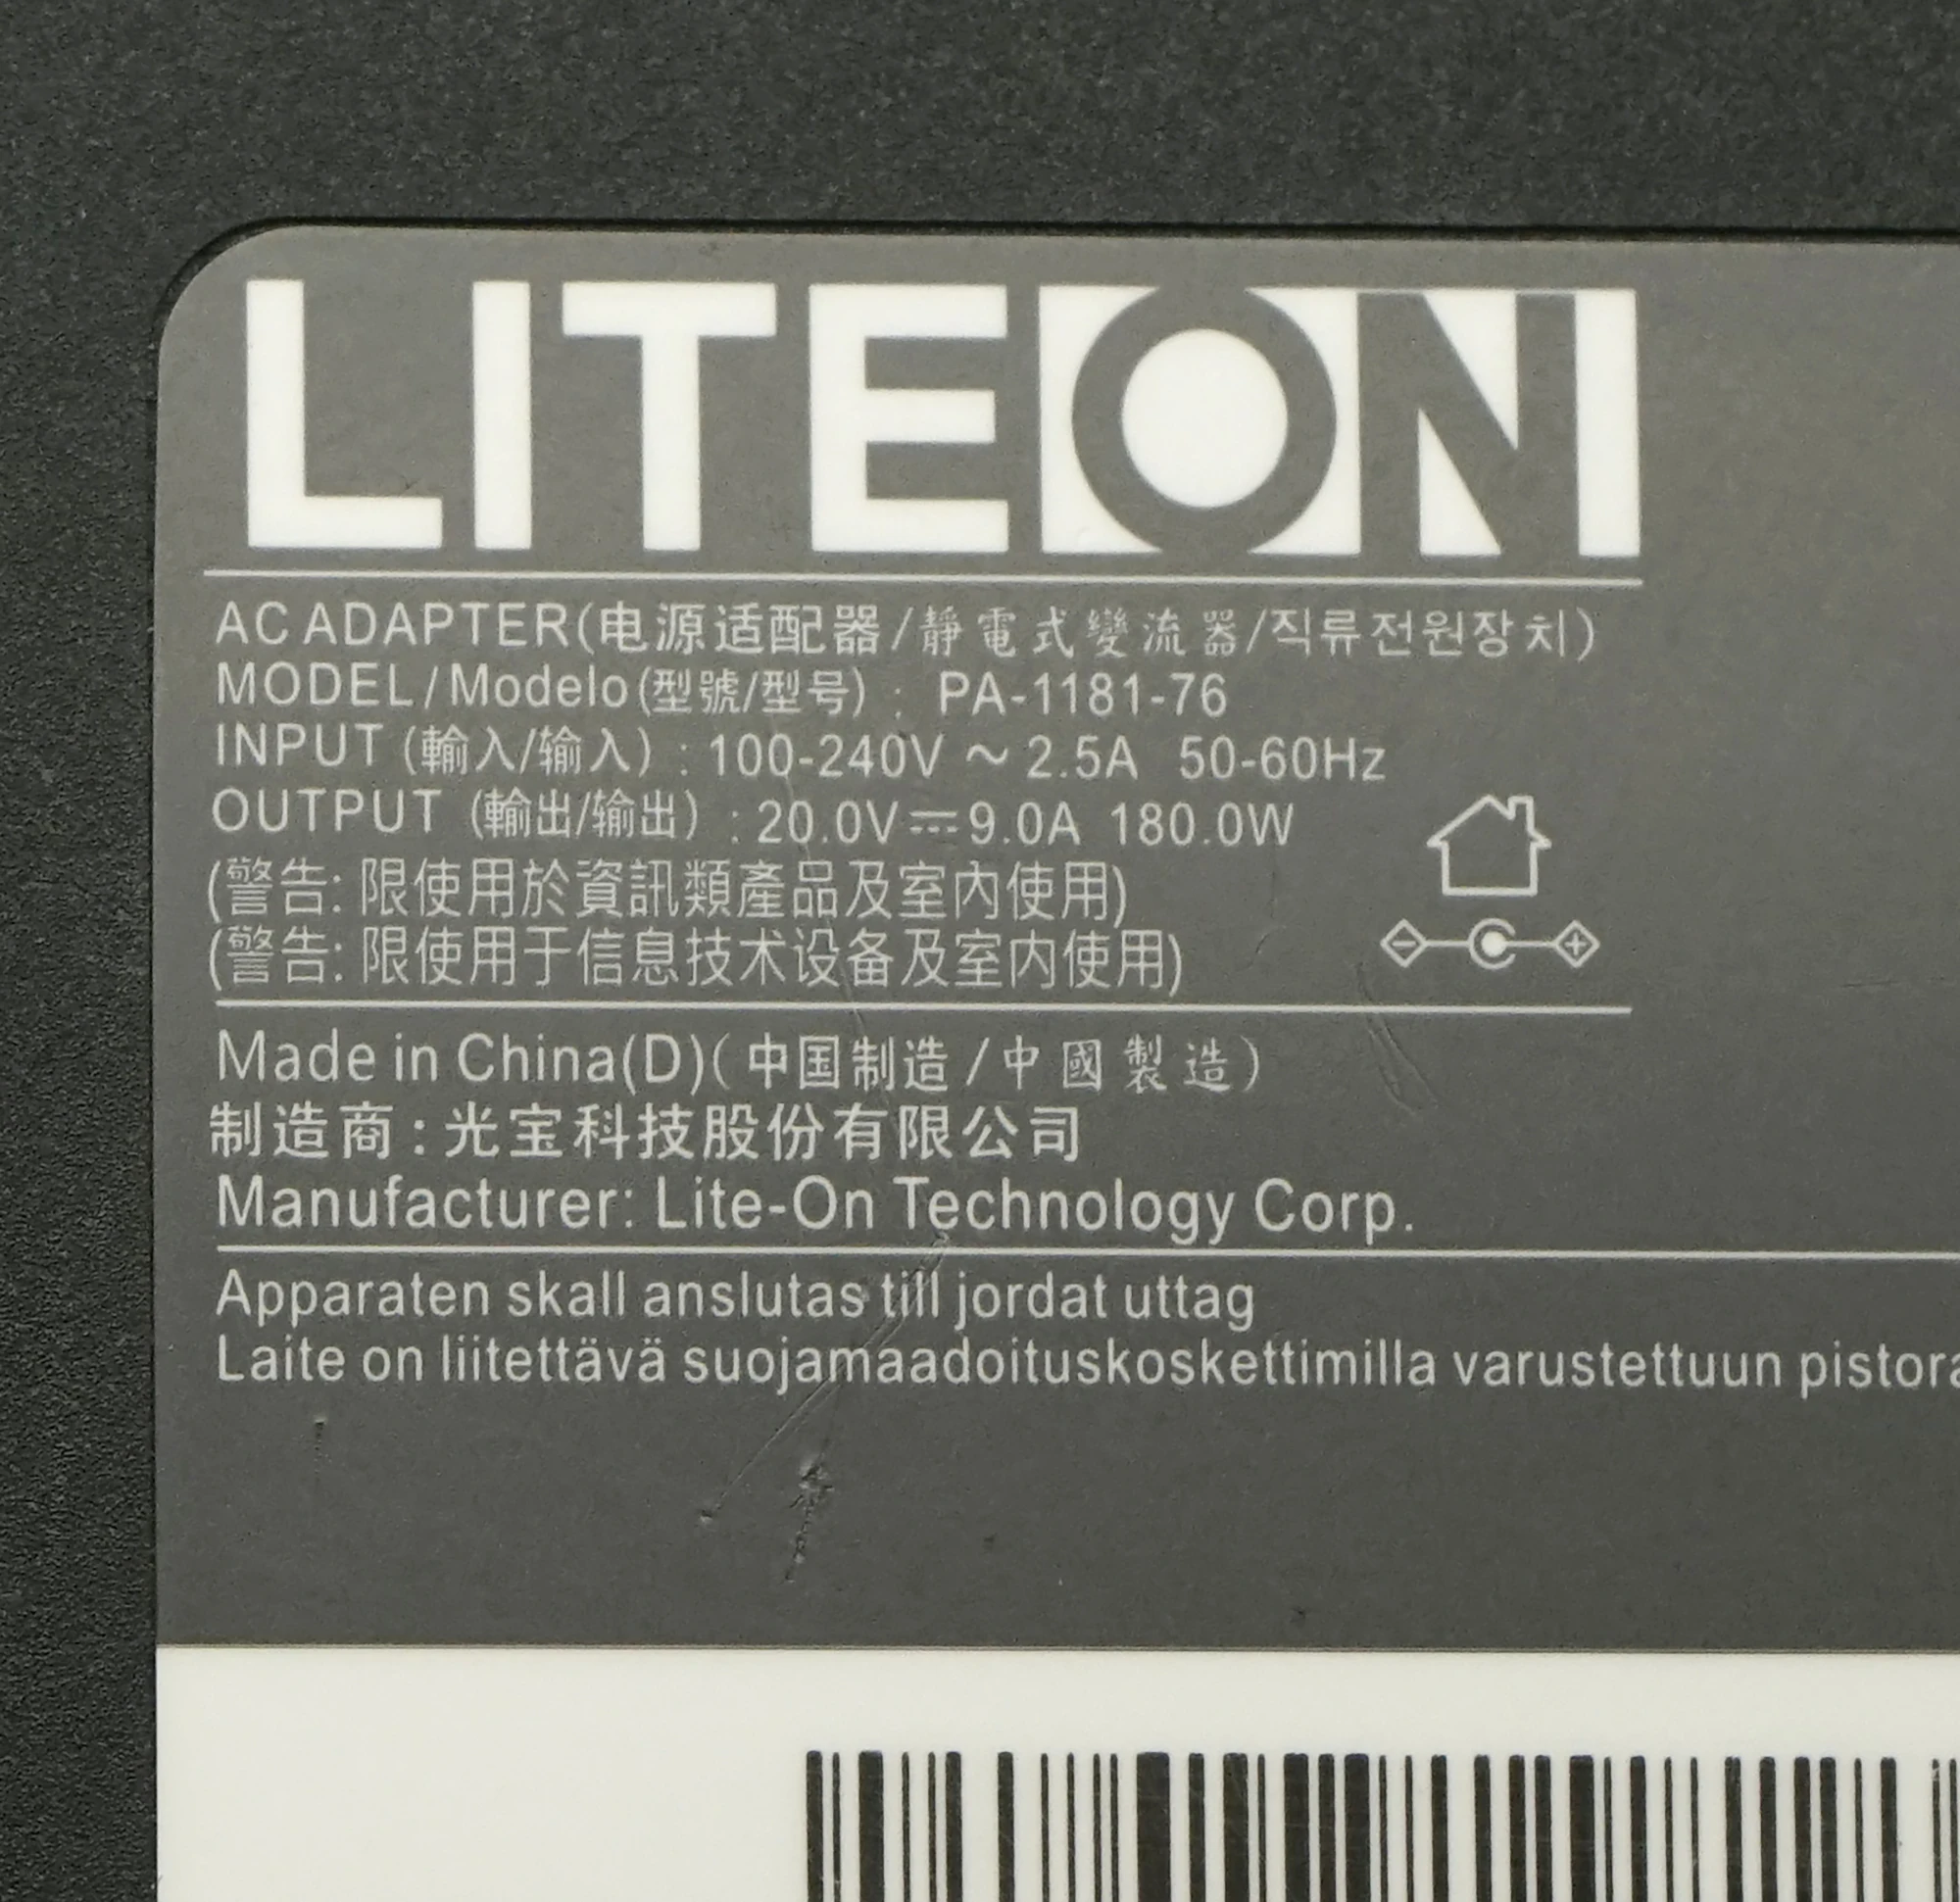 LITEON
AC ADAPTER(电源适配器/靜電式變流器/직류전원장치)
MODEL/Modelo(型號/型号) : PA-1181-76
INPUT (輸入/输入) : 100-240V ~ 2.5A 50-60Hz
OUTPUT (輸出/输出) : 20.0V⎓9.0A 180.0W
(警告: 限使用於資訊類產品及室內使用)
(警告: 限使用于信息技术设备及室内使用)
Made in China(D)(中国制造/中國製造)
制造商:光宝科技股份有限公司
Manufacturer: Lite-On Technology Corp.
Apparaten skall anslutas till jordat uttag
Laite on liitettävä suojamaadoituskoskettimilla varustettuun